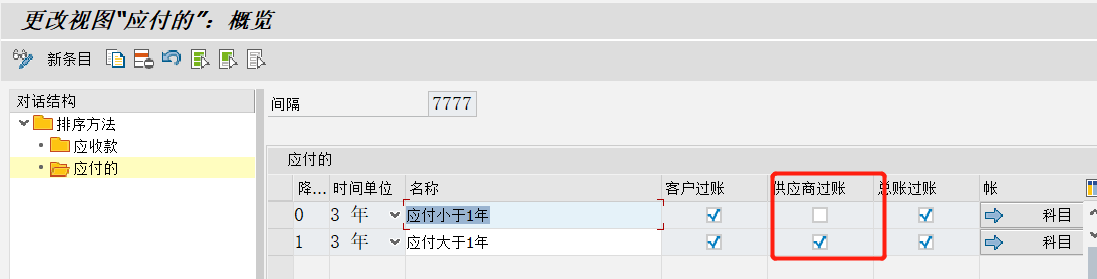 更改视图“应付的”：概览
新条目
对话结构
排序方法
应收款
应付的
间隔 7777
应付的
降... 时间单位 名称 客户过账 供应商过账 总账过账 帐
0 3 年 应付小于1年 科目
1 3 年 应付大于1年 科目